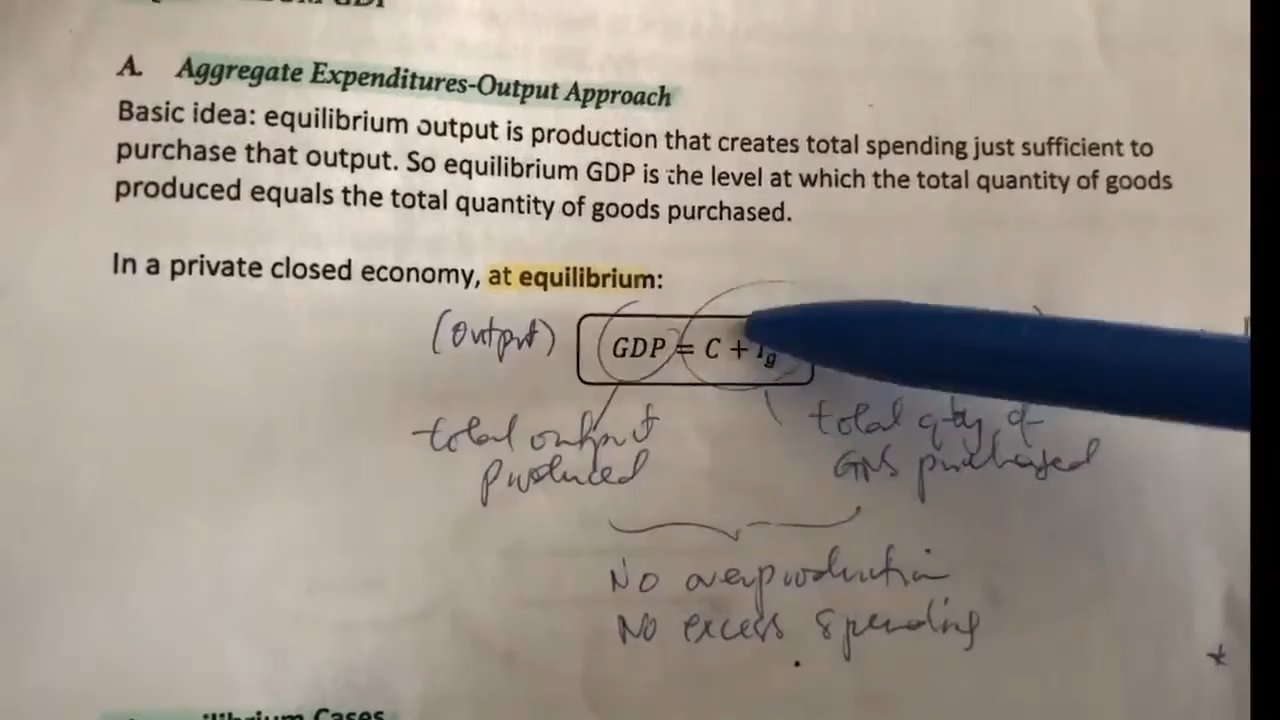 A. Aggregate Expenditures-Output Approach
Basic idea: equilibrium output is production that creates total spending just sufficient to
purchase that output. So equilibrium GDP is the level at which the total quantity of goods
produced equals the total quantity of goods purchased.
In a private closed economy, at equilibrium:
(output) GDP = C + Ig
total output
produced
total qty of
GNS purchased
No overproduction
No excess spending
Cases